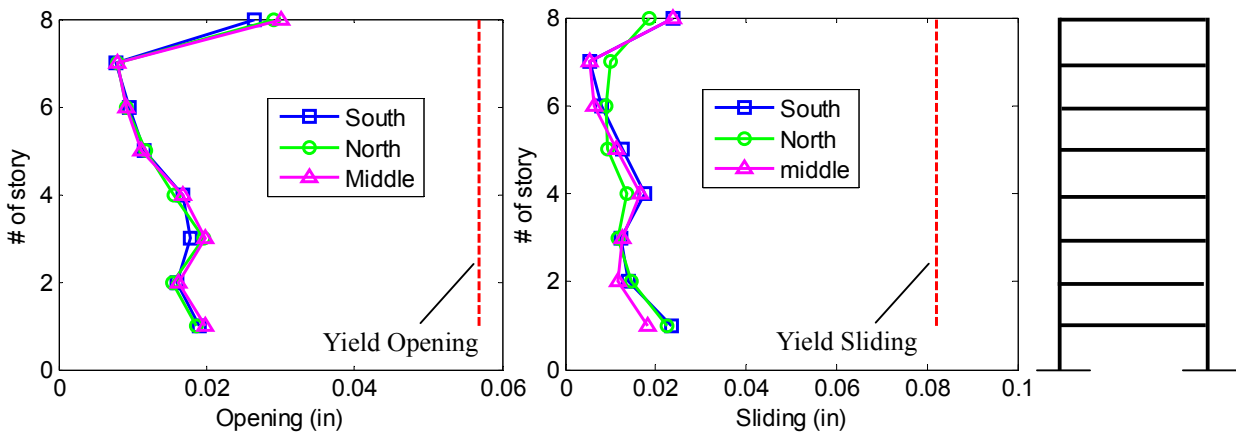 8
6
4
2
0
# of story
South
North
Middle
Yield Opening
0
0.02
0.04
0.06
Opening (in)
8
6
4
2
0
# of story
South
North
middle
Yield Sliding
0
0.02
0.04
0.06
0.08
0.1
Sliding (in)